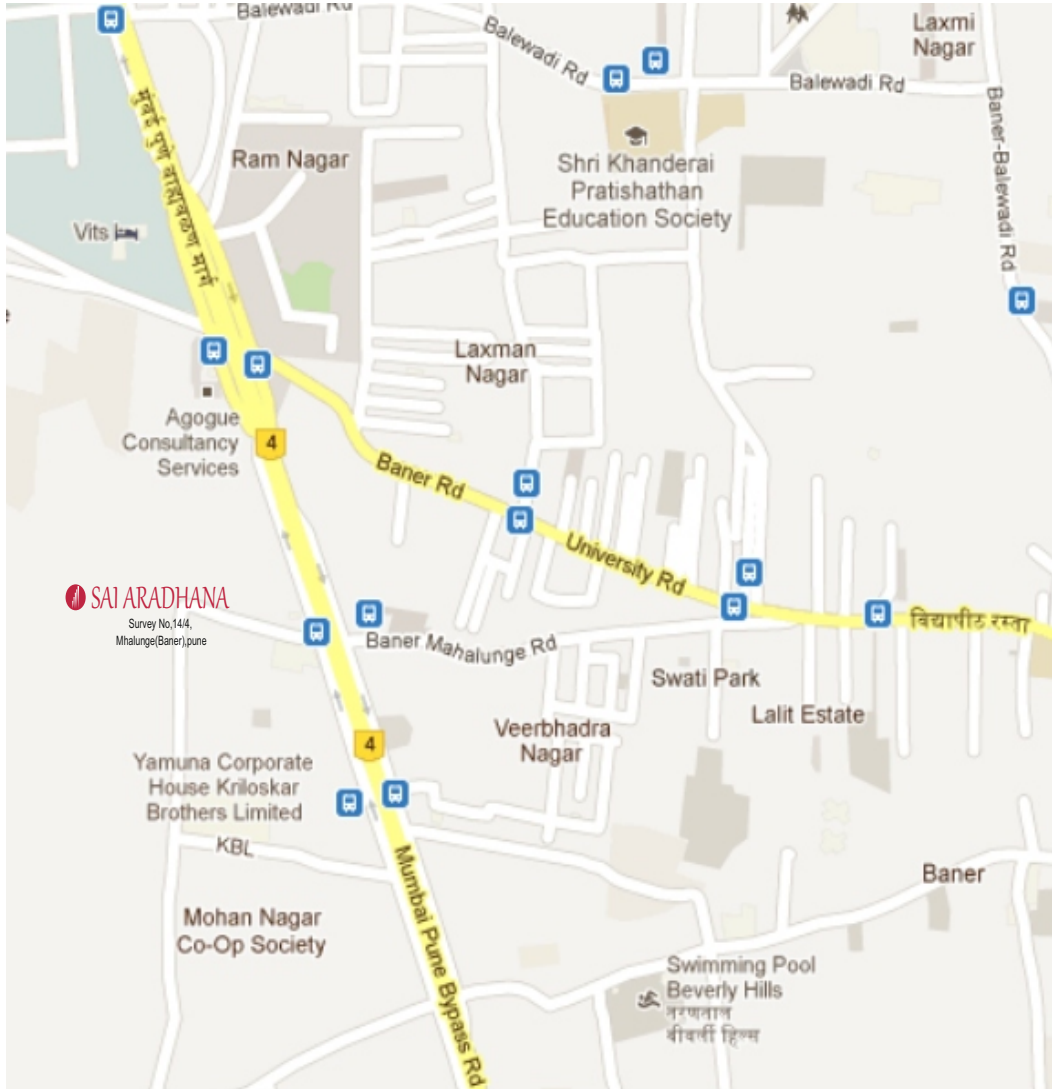 Balewadi Rd
Balewadi Rd
Laxmi
Nagar
Balewadi Rd
Baner-Balewadi Rd
Ram Nagar
Shri Khanderai
Pratishathan
Education Society
Vits
Laxman
Nagar
Agogue
Consultancy
Services
4
Baner Rd
University Rd
SAI ARADHANA
Survey No,14/4,
Mhalunge(Baner),pune
विद्यापीठ रस्ता
Baner Mahalunge Rd
Swati Park
Lalit Estate
Veerbhadra
Nagar
4
Yamuna Corporate
House Kriloskar
Brothers Limited
KBL
Mumbai Pune Bypass Rd
Baner
Mohan Nagar
Co-Op Society
Swimming Pool
Beverly Hills
तरणताल
बीवर्ली हिल्स